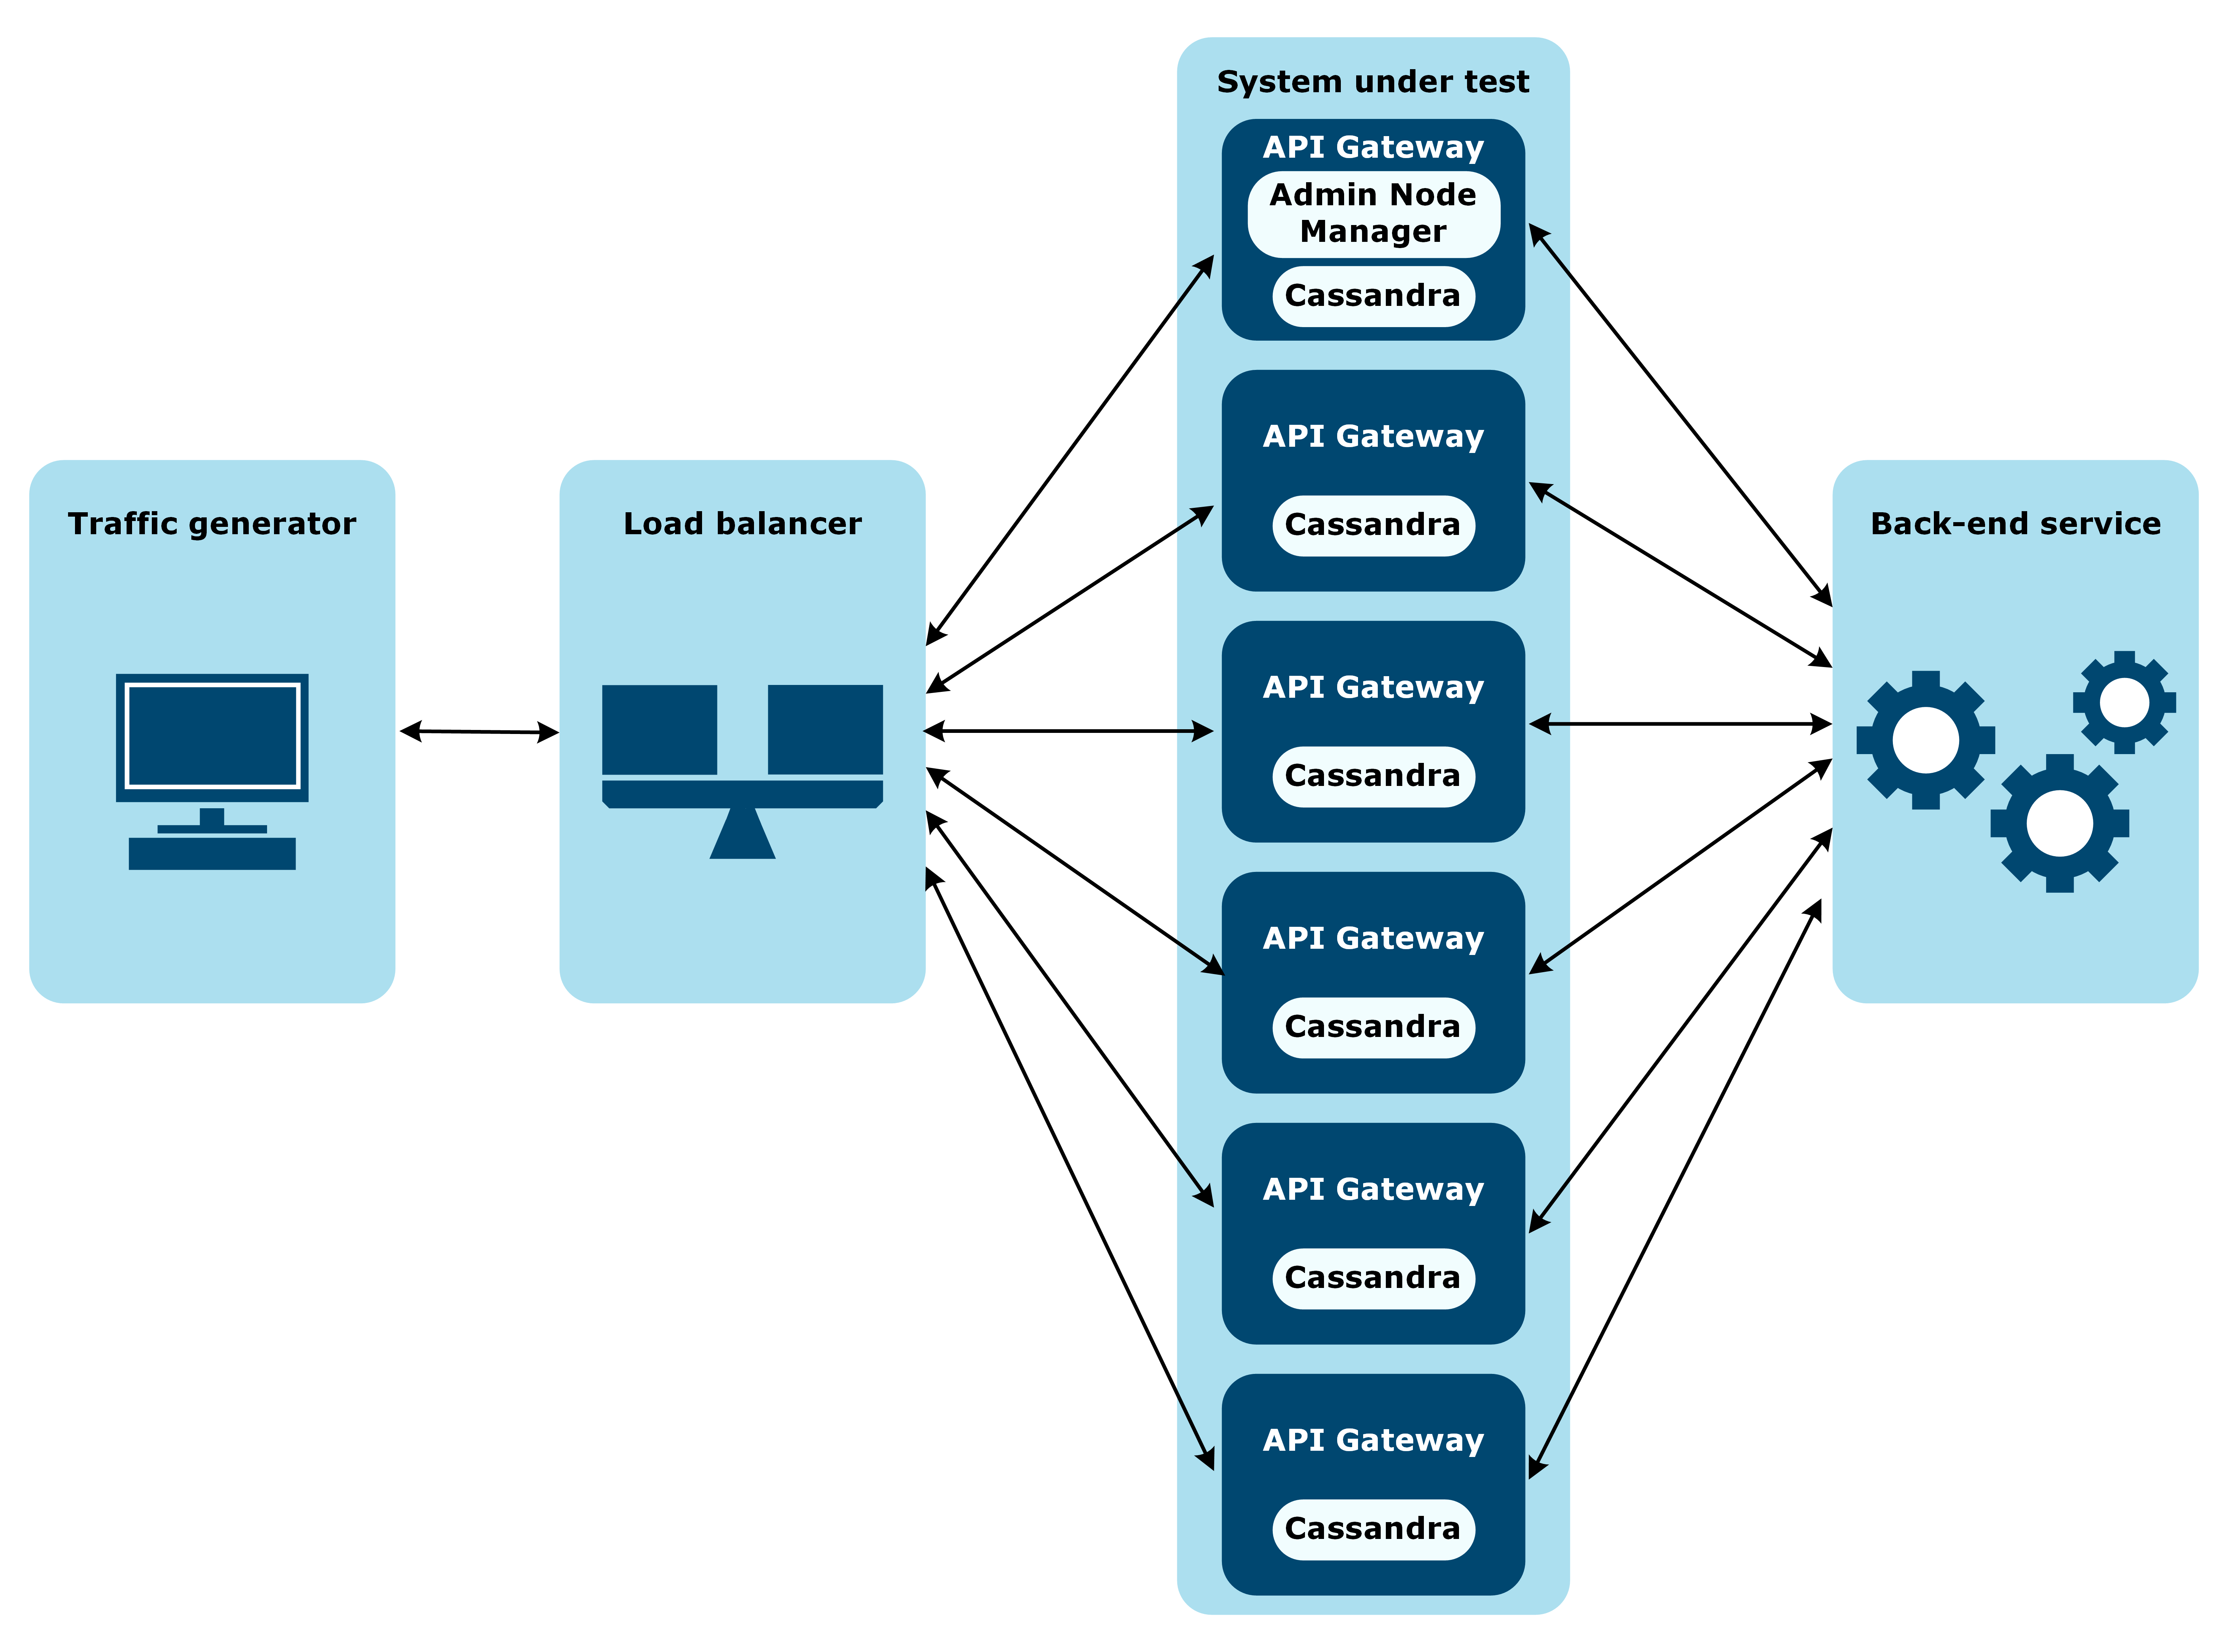 System under test
API Gateway
Admin Node
Manager
Cassandra
API Gateway
Cassandra
Traffic generator
Load balancer
Back-end service
API Gateway
Cassandra
API Gateway
Cassandra
API Gateway
Cassandra
API Gateway
Cassandra